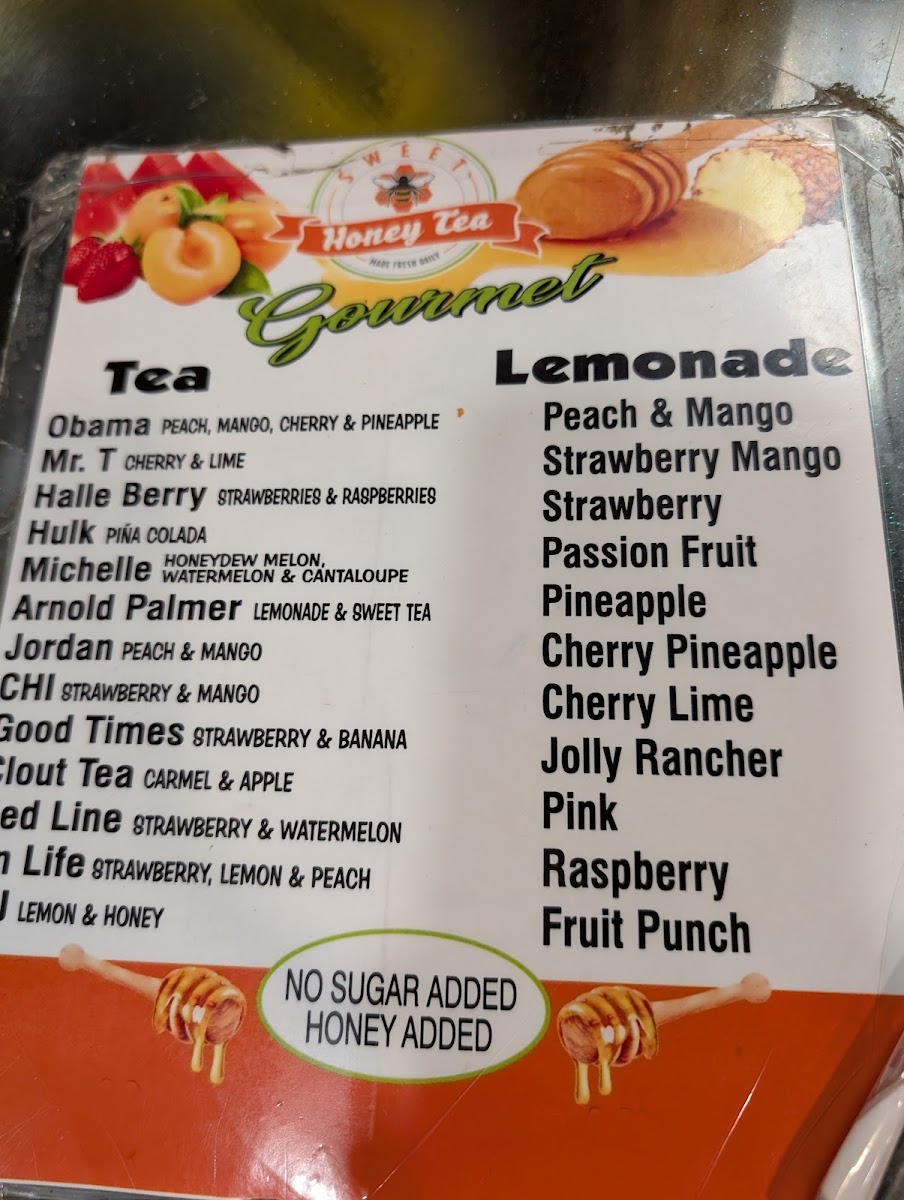 SWEET
Honey Tea
MADE FRESH DAILY
Gourmet
Tea
Obama PEACH, MANGO, CHERRY & PINEAPPLE
Mr. T CHERRY & LIME
Halle Berry STRAWBERRIES & RASPBERRIES
Hulk PIÑA COLADA
Michelle HONEYDEW MELON,
WATERMELON & CANTALOUPE
Arnold Palmer LEMONADE & SWEET TEA
Jordan PEACH & MANGO
CHI STRAWBERRY & MANGO
Good Times STRAWBERRY & BANANA
Clout Tea CARMEL & APPLE
ed Line STRAWBERRY & WATERMELON
Life STRAWBERRY, LEMON & PEACH
LEMON & HONEY
Lemonade
Peach & Mango
Strawberry Mango
Strawberry
Passion Fruit
Pineapple
Cherry Pineapple
Cherry Lime
Jolly Rancher
Pink
Raspberry
Fruit Punch
NO SUGAR ADDED
HONEY ADDED